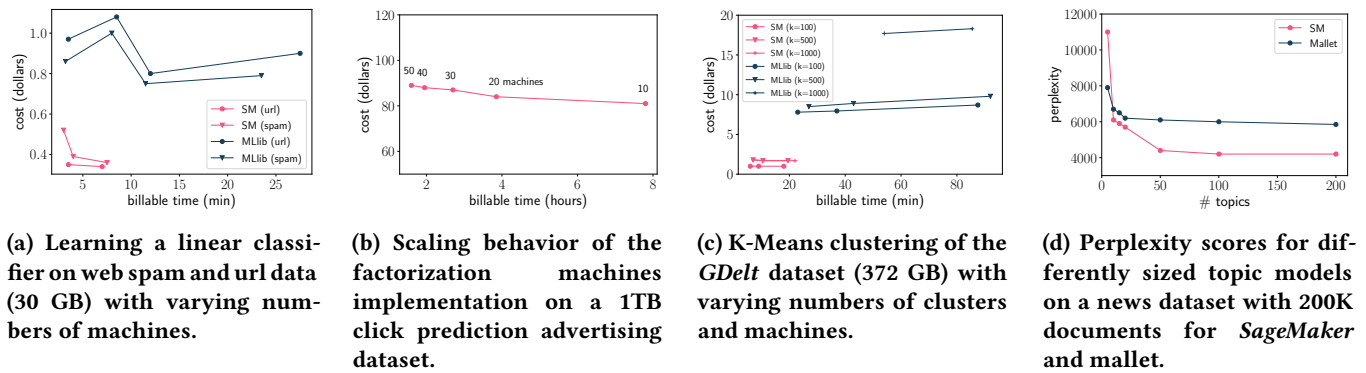 1.0
0.8
0.6
0.4
cost (dollars)
5 10 15 20 25
billable time (min)
SM (url)
SM (spam)
MLlib (url)
MLlib (spam)
120
100
80
60
cost (dollars)
50 40 30 20 machines 10
2 4 6 8
billable time (hours)
20
15
10
5
0
cost (dollars)
SM (k=100)
SM (k=500)
SM (k=1000)
MLlib (k=100)
MLlib (k=500)
MLlib (k=1000)
20 40 60 80
billable time (min)
12000
10000
8000
6000
4000
perplexity
SM
Mallet
0 50 100 150 200
# topics
(a) Learning a linear classi-
fier on web spam and url data
(30 GB) with varying num-
bers of machines.
(b) Scaling behavior of the
factorization machines
implementation on a 1TB
click prediction advertising
dataset.
(c) K-Means clustering of the
GDelt dataset (372 GB) with
varying numbers of clusters
and machines.
(d) Perplexity scores for dif-
ferently sized topic models
on a news dataset with 200K
documents for SageMaker
and mallet.